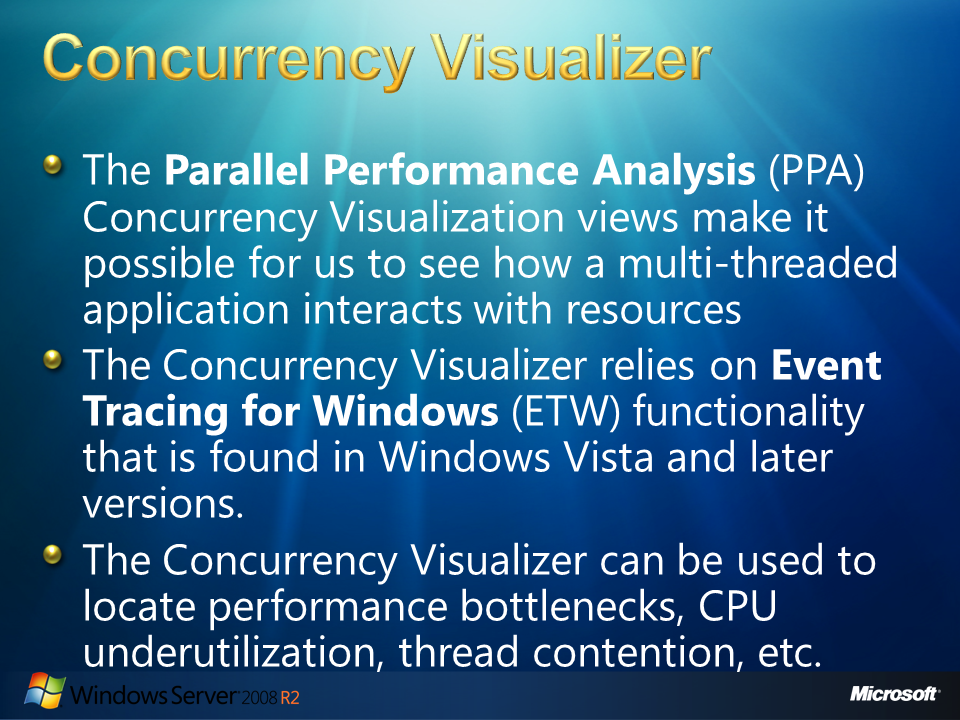 Concurrency Visualizer
The Parallel Performance Analysis (PPA)
Concurrency Visualization views make it
possible for us to see how a multi-threaded
application interacts with resources
The Concurrency Visualizer relies on Event
Tracing for Windows (ETW) functionality
that is found in Windows Vista and later
versions.
The Concurrency Visualizer can be used to
locate performance bottlenecks, CPU
underutilization, thread contention, etc.
Windows Server 2008 R2
Microsoft